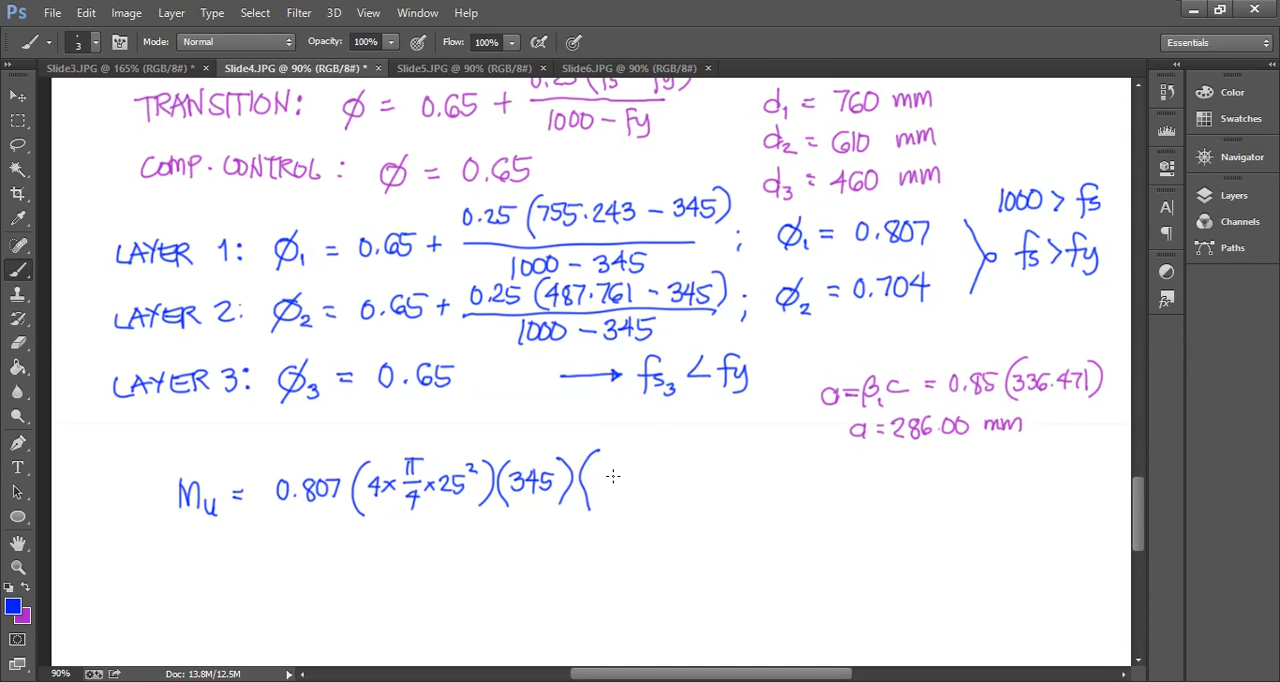 Ps File Edit Image Layer Type Select Filter 3D View Window Help
3 Mode: Normal Opacity: 100% Flow: 100% Essentials
Slide3.JPG @ 165% (RGB/8#) * × Slide4.JPG @ 90% (RGB/8#) * × Slide5.JPG @ 90% (RGB/8#) × Slide6.JPG @ 90% (RGB/8#) ×
TRANSITION: ϕ = 0.65 + 0.25 (fs - fy) / 1000 - fy
d₁ = 760 mm
d₂ = 610 mm
COMP. CONTROL: ϕ = 0.65
d₃ = 460 mm
LAYER 1: ϕ₁ = 0.65 + 0.25 (755.243 - 345) / 1000 - 345 ; ϕ₁ = 0.807
1000 > fs
fs > fy
LAYER 2: ϕ₂ = 0.65 + 0.25 (487.761 - 345) / 1000 - 345 ; ϕ₂ = 0.704
LAYER 3: ϕ₃ = 0.65 → fs₃ < fy
a = β₁c = 0.85 (336.471)
a = 286.00 mm
Mu = 0.807 (4 × π/4 × 25²)(345)(
Color
Swatches
Navigator
Layers
Channels
Paths
90% Doc: 13.8M/12.5M